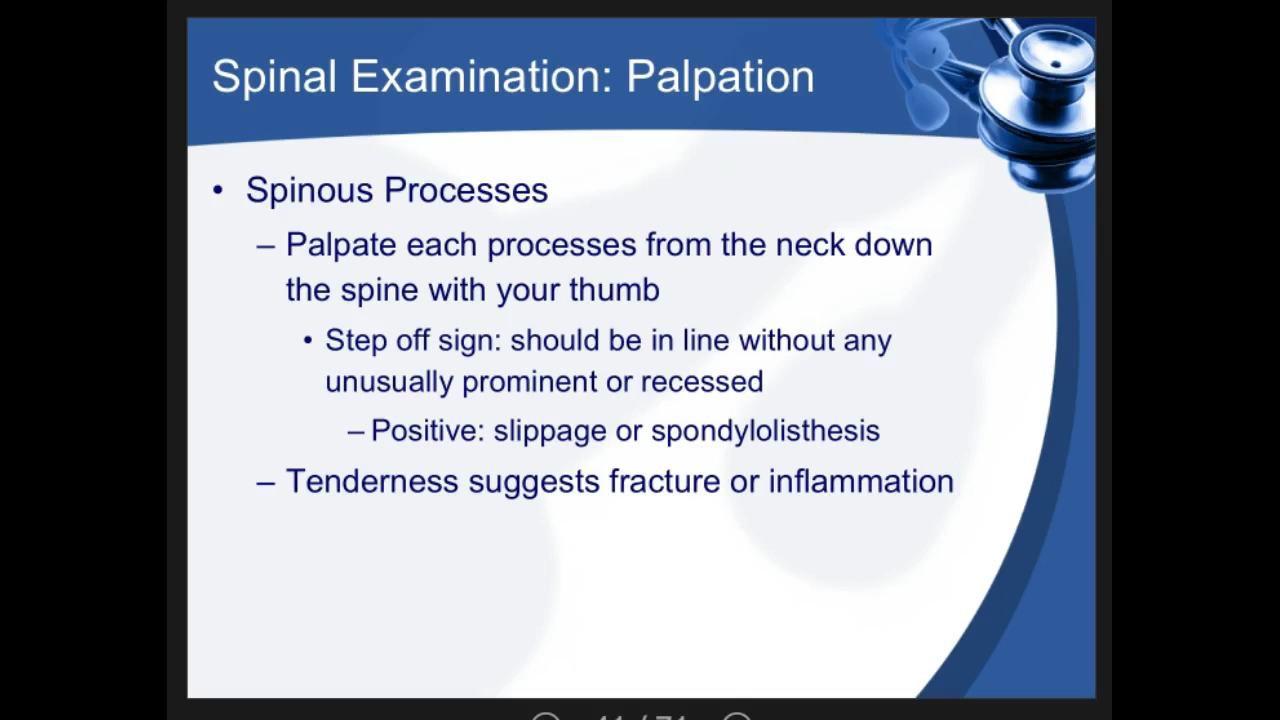 Spinal Examination: Palpation
• Spinous Processes
– Palpate each processes from the neck down
the spine with your thumb
• Step off sign: should be in line without any
unusually prominent or recessed
– Positive: slippage or spondylolisthesis
– Tenderness suggests fracture or inflammation
41 / 71